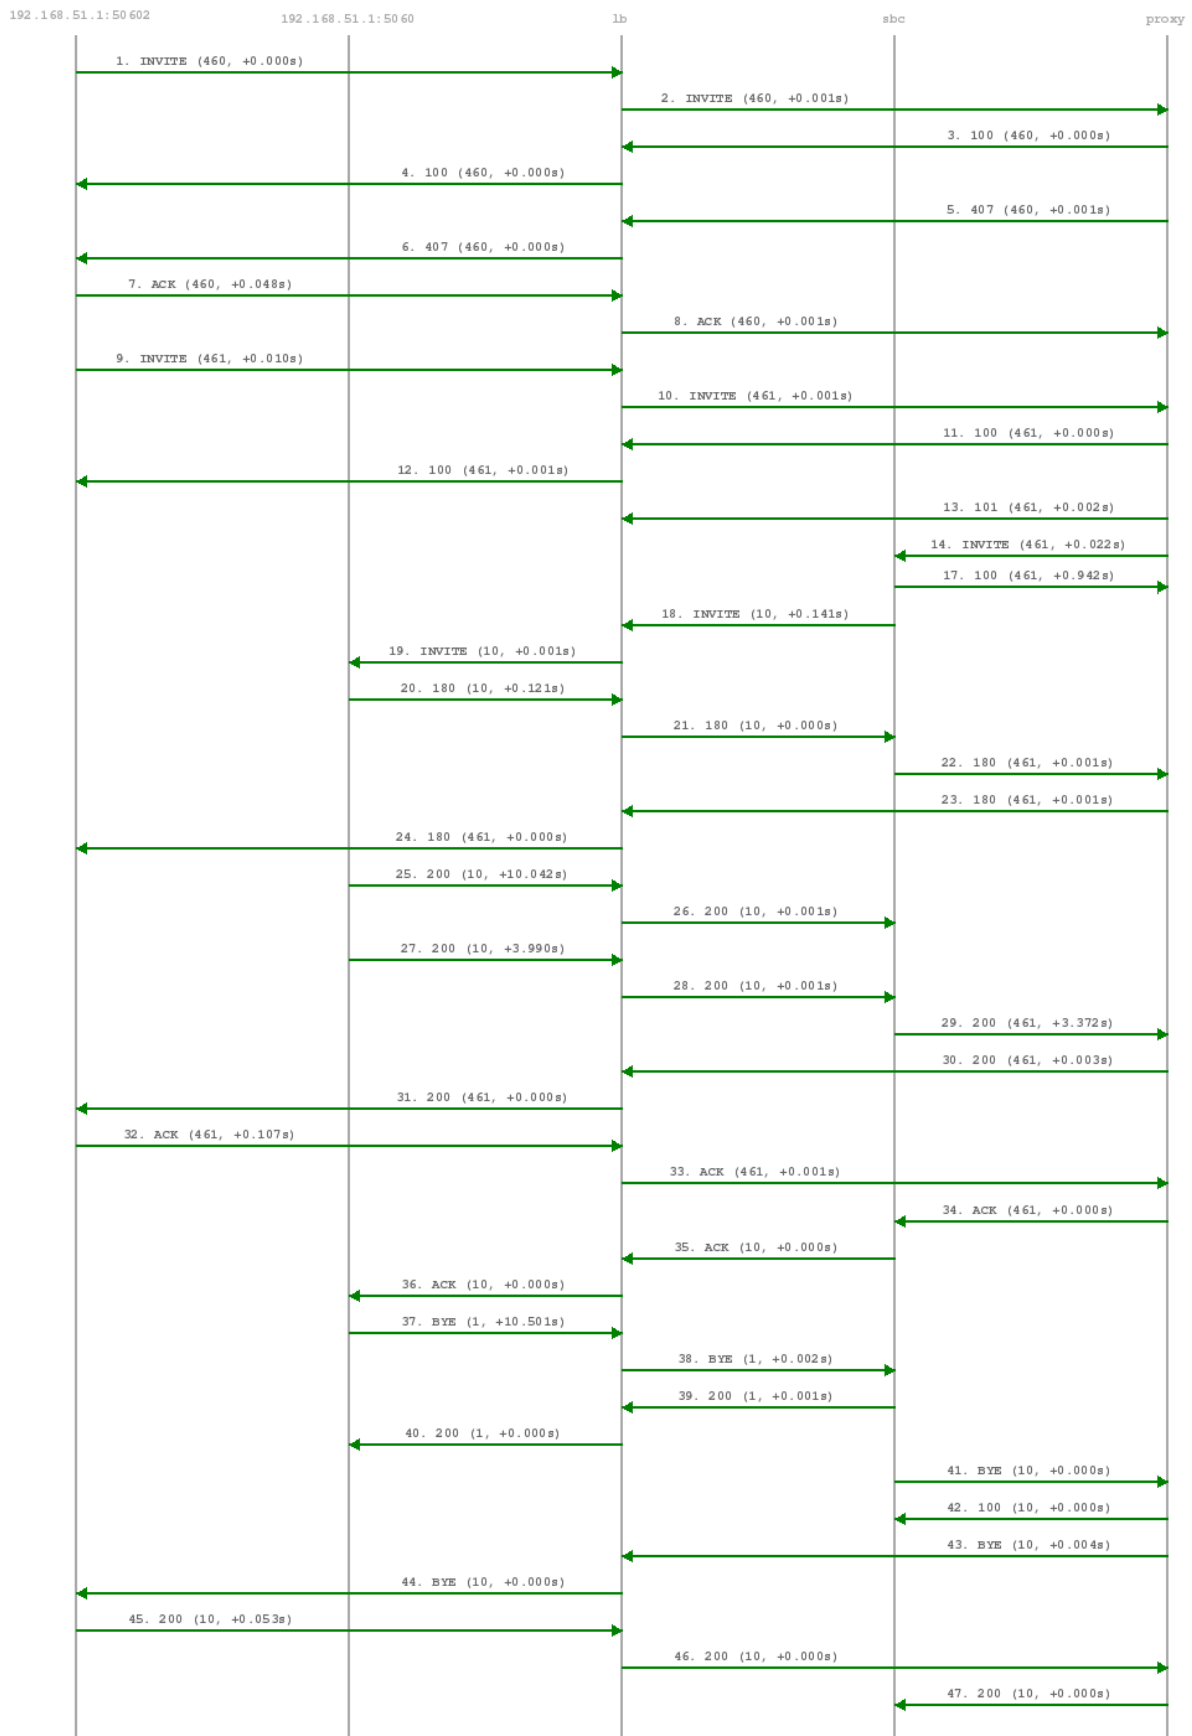 192.168.51.1:50602 192.168.51.1:5060 lb sbc proxy
1. INVITE (460, +0.000s)
2. INVITE (460, +0.001s)
3. 100 (460, +0.000s)
4. 100 (460, +0.000s)
5. 407 (460, +0.001s)
6. 407 (460, +0.000s)
7. ACK (460, +0.048s)
8. ACK (460, +0.001s)
9. INVITE (461, +0.010s)
10. INVITE (461, +0.001s)
11. 100 (461, +0.000s)
12. 100 (461, +0.001s)
13. 101 (461, +0.002s)
14. INVITE (461, +0.022s)
17. 100 (461, +0.942s)
18. INVITE (10, +0.141s)
19. INVITE (10, +0.001s)
20. 180 (10, +0.121s)
21. 180 (10, +0.000s)
22. 180 (461, +0.001s)
23. 180 (461, +0.001s)
24. 180 (461, +0.000s)
25. 200 (10, +10.042s)
26. 200 (10, +0.001s)
27. 200 (10, +3.990s)
28. 200 (10, +0.001s)
29. 200 (461, +3.372s)
30. 200 (461, +0.003s)
31. 200 (461, +0.000s)
32. ACK (461, +0.107s)
33. ACK (461, +0.001s)
34. ACK (461, +0.000s)
35. ACK (10, +0.000s)
36. ACK (10, +0.000s)
37. BYE (1, +10.501s)
38. BYE (1, +0.002s)
39. 200 (1, +0.001s)
40. 200 (1, +0.000s)
41. BYE (10, +0.000s)
42. 100 (10, +0.000s)
43. BYE (10, +0.004s)
44. BYE (10, +0.000s)
45. 200 (10, +0.053s)
46. 200 (10, +0.000s)
47. 200 (10, +0.000s)